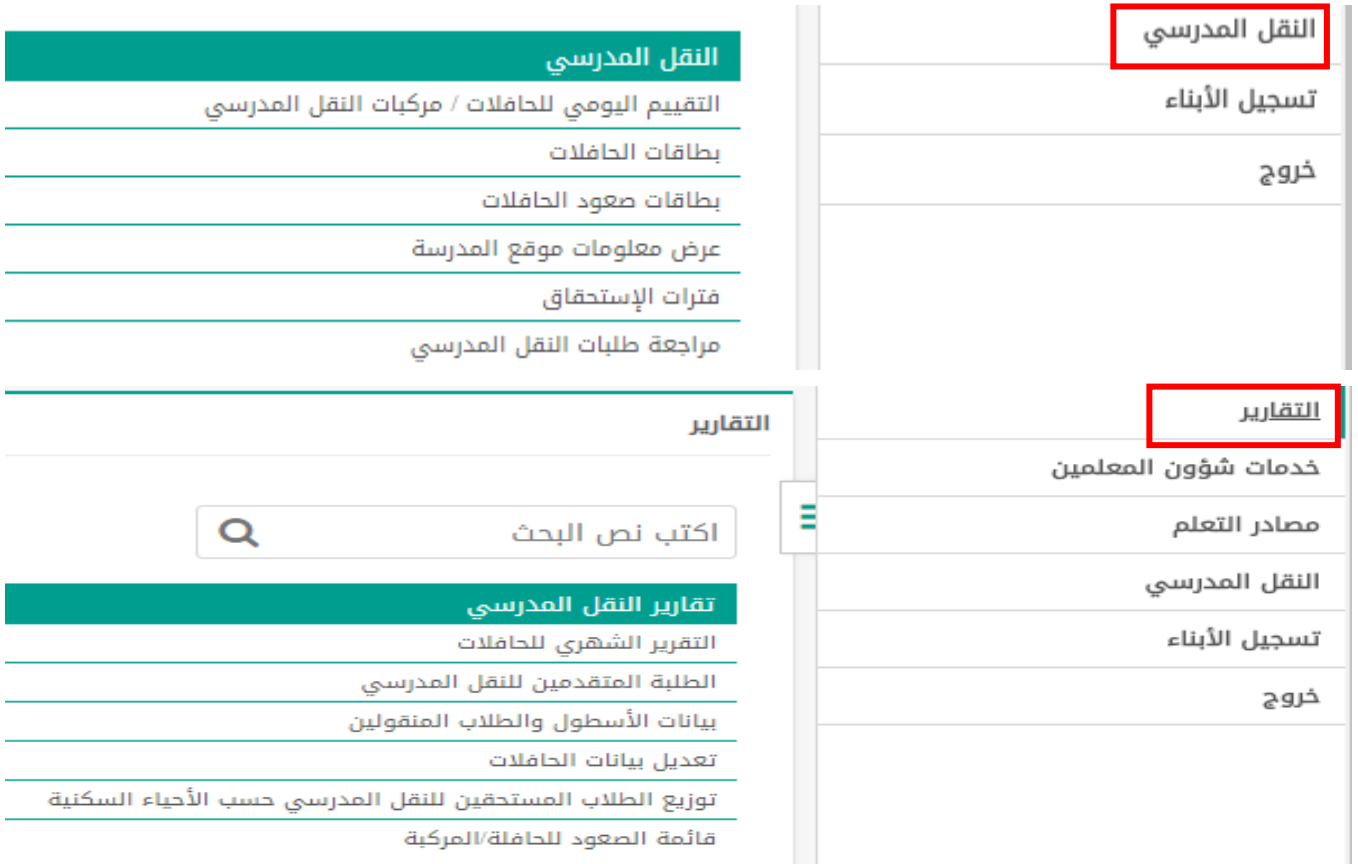 النقل المدرسي
تسجيل الأبناء
خروج
النقل المدرسي
التقييم اليومي للحافلات / مركبات النقل المدرسي
بطاقات الحافلات
بطاقات صعود الحافلات
عرض معلومات موقع المدرسة
فترات الإستحقاق
مراجعة طلبات النقل المدرسي
التقارير
خدمات شؤون المعلمين
مصادر التعلم
النقل المدرسي
تسجيل الأبناء
خروج
التقارير
اكتب نص البحث
تقارير النقل المدرسي
التقرير الشهري للحافلات
الطلبة المتقدمين للنقل المدرسي
بيانات الأسطول والطلاب المنقولين
تعديل بيانات الحافلات
توزيع الطلاب المستحقين للنقل المدرسي حسب الأحياء السكنية
قائمة الصعود للحافلة/المركبة